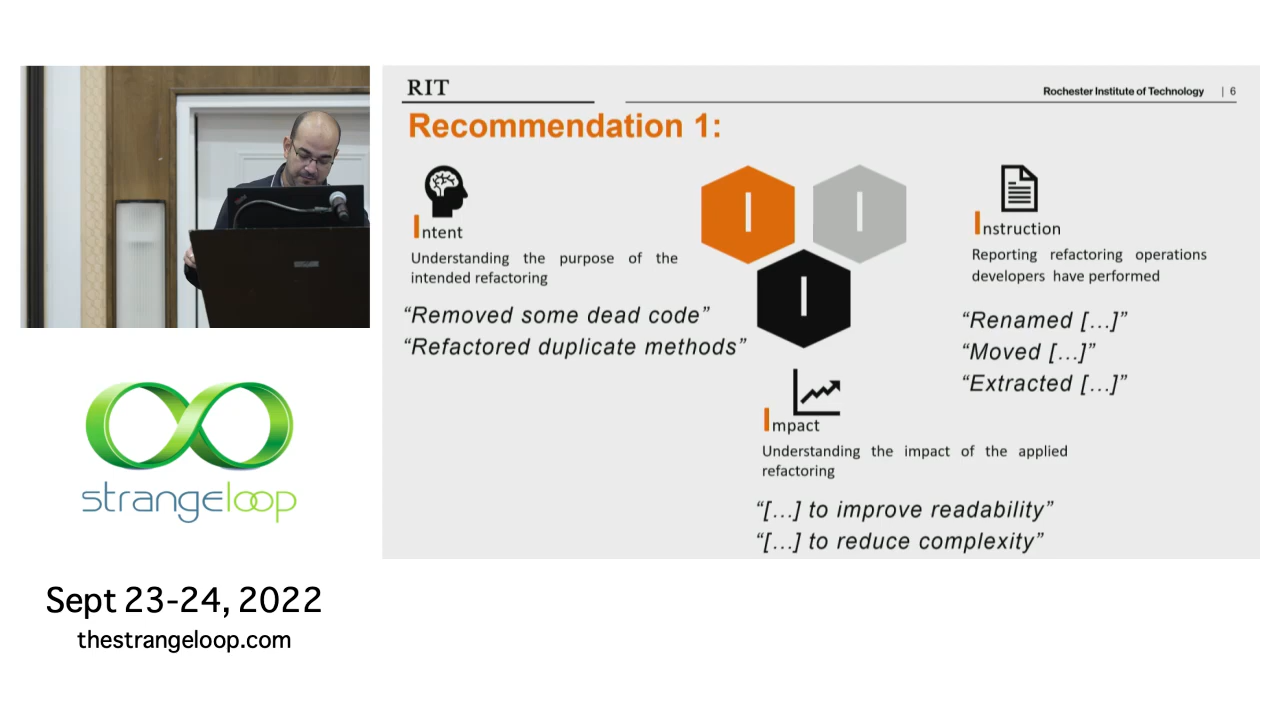 RIT
Rochester Institute of Technology | 6
Recommendation 1:
Intent
Understanding the purpose of the
intended refactoring
“Removed some dead code”
“Refactored duplicate methods”
I
I
I
Instruction
Reporting refactoring operations
developers have performed
“Renamed […]”
“Moved […]”
“Extracted […]”
Impact
Understanding the impact of the applied
refactoring
“[…] to improve readability”
“[…] to reduce complexity”
strangeloop
Sept 23-24, 2022
thestrangeloop.com